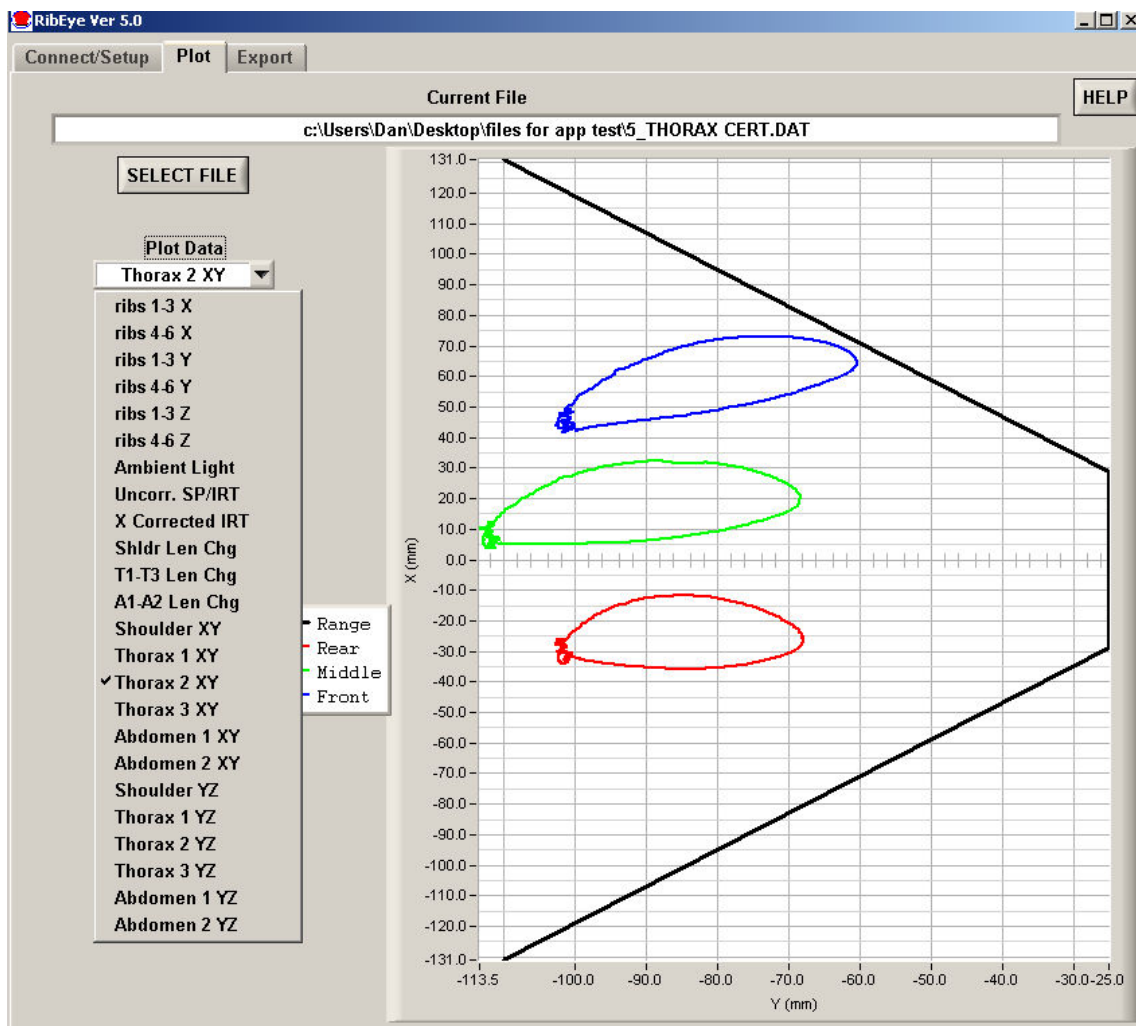 RibEye Ver 5.0
Connect/Setup Plot Export
Current File
HELP
c:\Users\Dan\Desktop\files for app test\5_THORAX CERT.DAT
SELECT FILE
Plot Data
Thorax 2 XY
ribs 1-3 X
ribs 4-6 X
ribs 1-3 Y
ribs 4-6 Y
ribs 1-3 Z
ribs 4-6 Z
Ambient Light
Uncorr. SP/IRT
X Corrected IRT
Shldr Len Chg
T1-T3 Len Chg
A1-A2 Len Chg
Shoulder XY
Thorax 1 XY
Thorax 2 XY
Thorax 3 XY
Abdomen 1 XY
Abdomen 2 XY
Shoulder YZ
Thorax 1 YZ
Thorax 2 YZ
Thorax 3 YZ
Abdomen 1 YZ
Abdomen 2 YZ
Range
Rear
Middle
Front
X (mm)
131.0
120.0
110.0
100.0
90.0
80.0
70.0
60.0
50.0
40.0
30.0
20.0
10.0
0.0
-10.0
-20.0
-30.0
-40.0
-50.0
-60.0
-70.0
-80.0
-90.0
-100.0
-110.0
-120.0
-131.0
-113.5 -100.0 -90.0 -80.0 -70.0 -60.0 -50.0 -40.0 -30.0 -25.0
Y (mm)